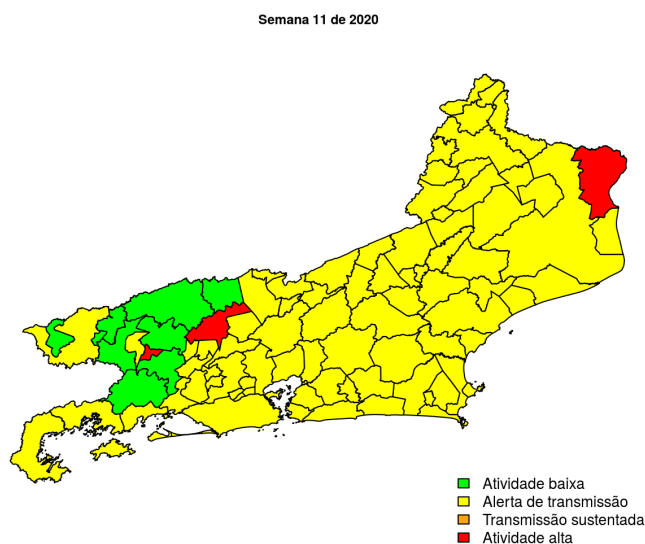 Semana 11 de 2020
Atividade baixa
Alerta de transmissão
Transmissão sustentada
Atividade alta